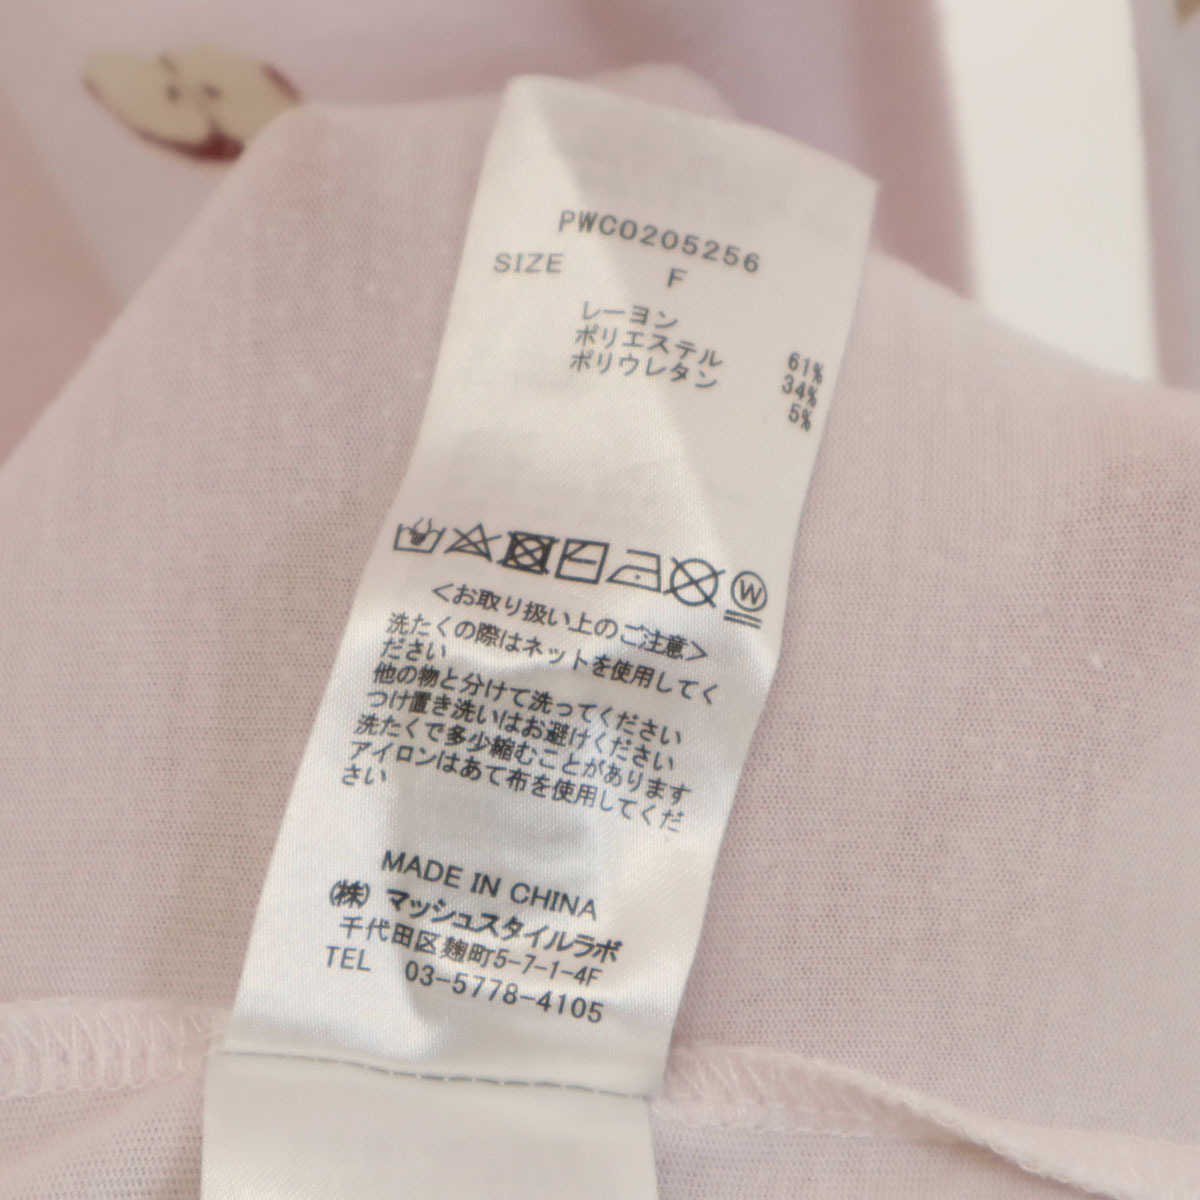 PWCO205256
SIZE F
レーヨン 61%
ポリエステル 34%
ポリウレタン 5%
W
<お取り扱い上のご注意>
洗たくの際はネットを使用してく
ださい
他の物と分けて洗ってください
つけ置き洗いはお避けください
洗たくで多少縮むことがあります
アイロンはあて布を使用してくだ
さい
MADE IN CHINA
(株) マッシュスタイルラボ
千代田区麹町5-7-1-4F
TEL 03-5778-4105